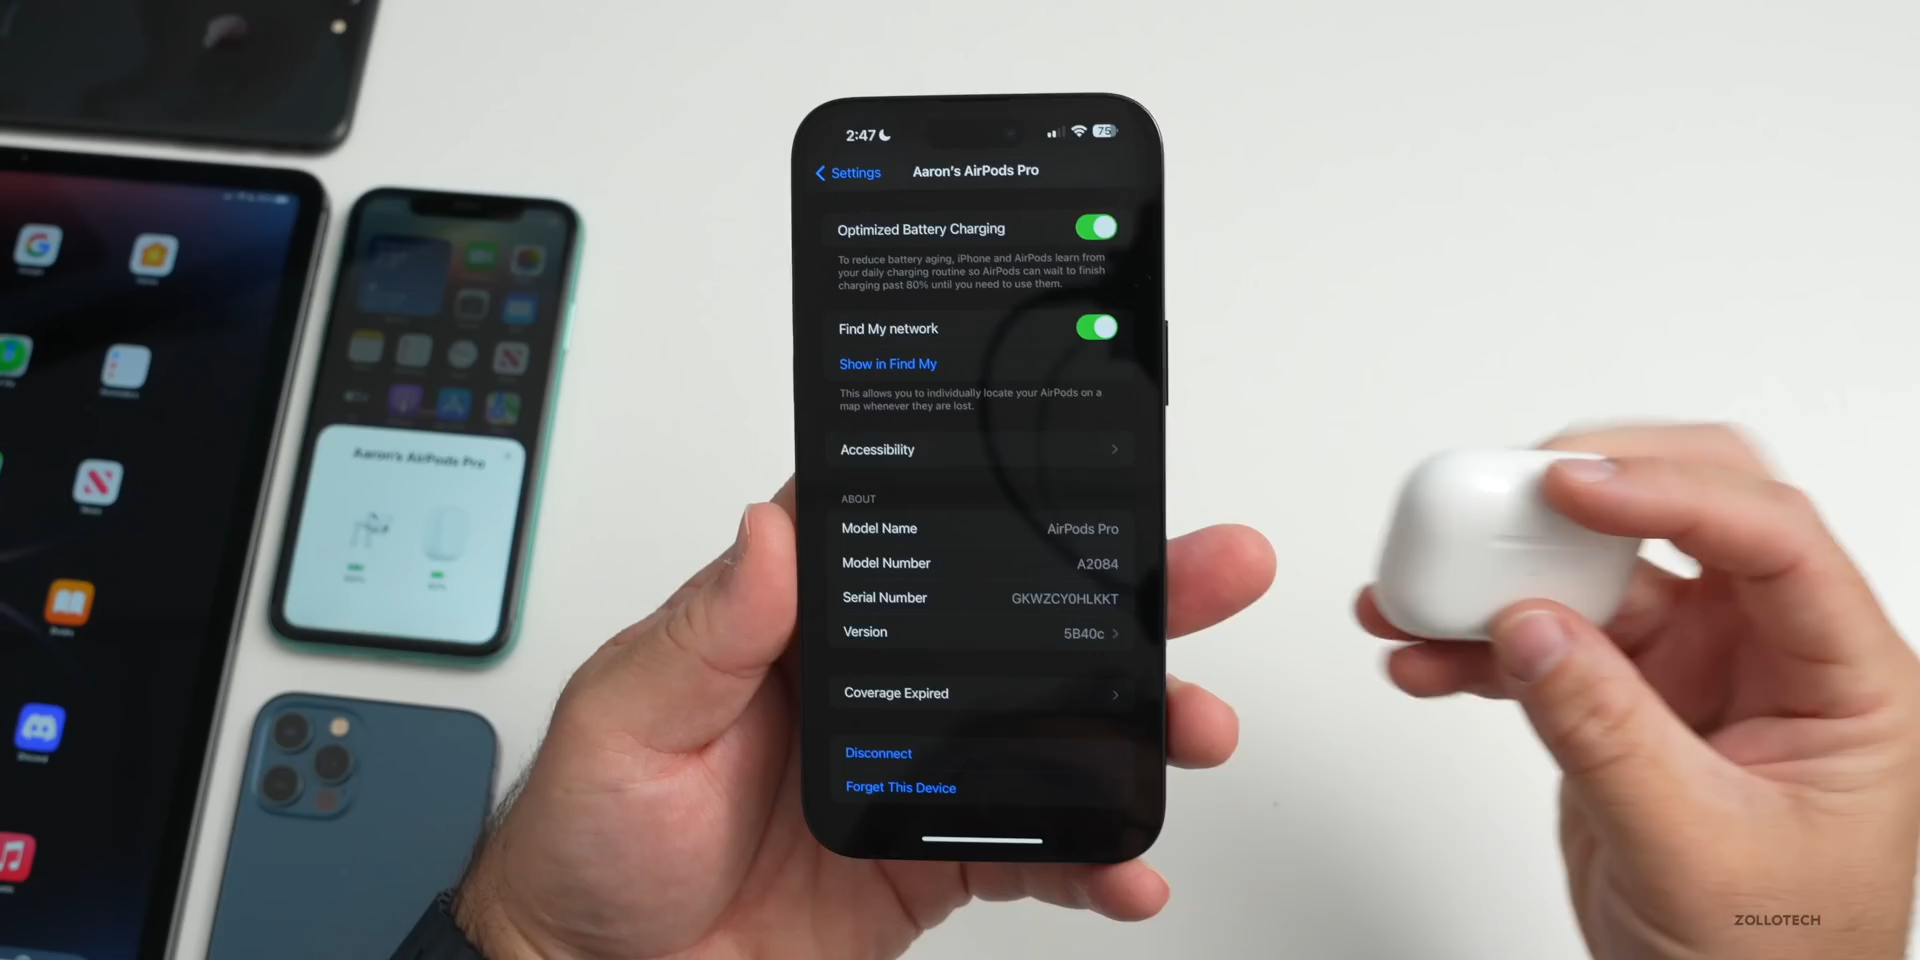 2:47
75
Settings
Aaron's AirPods Pro
Optimized Battery Charging
To reduce battery aging, iPhone and AirPods learn from
your daily charging routine so AirPods can wait to finish
charging past 80% until you need to use them.
Find My network
Show in Find My
This allows you to individually locate your AirPods on a
map whenever they are lost.
Accessibility
ABOUT
Model Name AirPods Pro
Model Number A2084
Serial Number GKWZCY0HLKKT
Version 5B40c
Coverage Expired
Disconnect
Forget This Device
Aaron's AirPods Pro
ZOLLOTECH